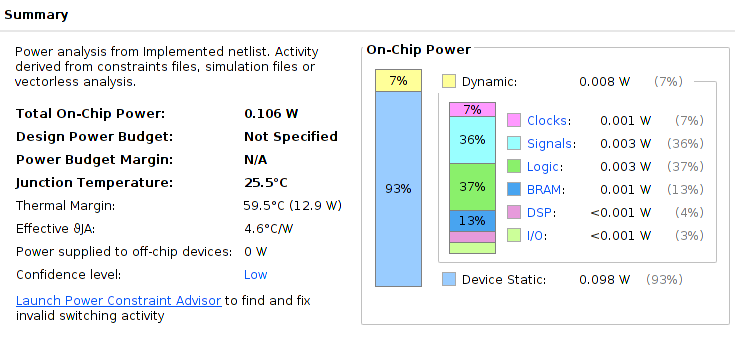 Summary
Power analysis from Implemented netlist. Activity
derived from constraints files, simulation files or
vectorless analysis.
Total On-Chip Power: 0.106 W
Design Power Budget: Not Specified
Power Budget Margin: N/A
Junction Temperature: 25.5°C
Thermal Margin: 59.5°C (12.9 W)
Effective ϑJA: 4.6°C/W
Power supplied to off-chip devices: 0 W
Confidence level: Low
Launch Power Constraint Advisor to find and fix
invalid switching activity
On-Chip Power
7%
93%
Dynamic: 0.008 W (7%)
7%
36%
37%
13%
Clocks: 0.001 W (7%)
Signals: 0.003 W (36%)
Logic: 0.003 W (37%)
BRAM: 0.001 W (13%)
DSP: <0.001 W (4%)
I/O: <0.001 W (3%)
Device Static: 0.098 W (93%)